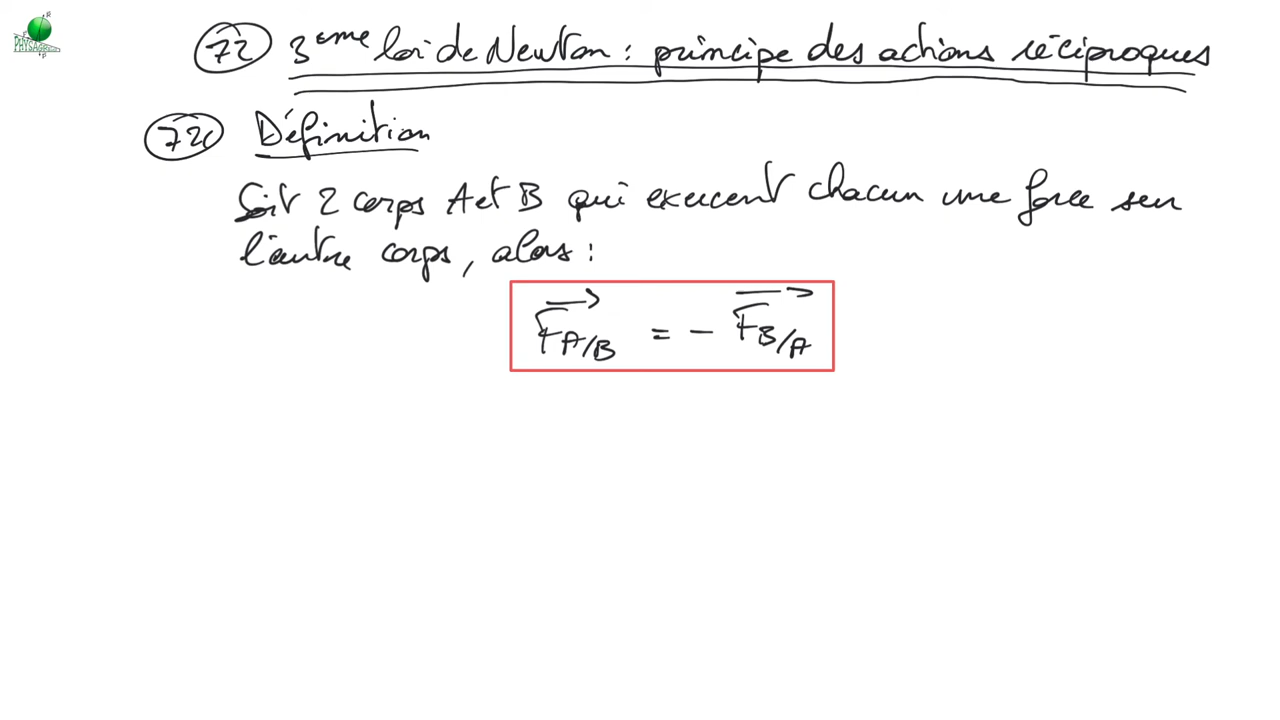 72 3ème loi de Newton : principe des actions réciproques
72a Définition
Soit 2 corps A et B qui exercent chacun une force sur
l'autre corps, alors :
F⃗A/B = - F⃗B/A